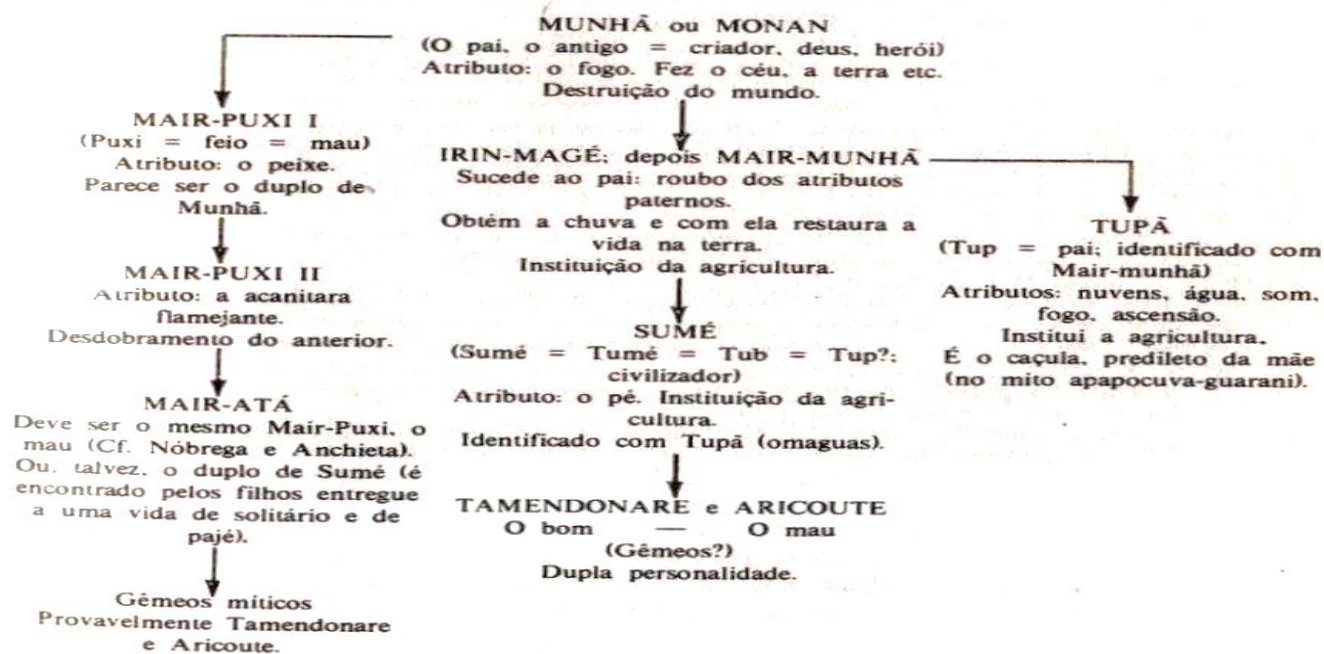 MUNHÃ ou MONAN
(O pai, o antigo = criador, deus, herói)
Atributo: o fogo. Fez o céu, a terra etc.
Destruição do mundo.
MAIR-PUXI I
(Puxi = feio = mau)
Atributo: o peixe.
Parece ser o duplo de
Munhã.
MAIR-PUXI II
Atributo: a acanitara
flamejante.
Desdobramento do anterior.
MAIR-ATÁ
Deve ser o mesmo Mair-Puxi, o
mau (Cf. Nóbrega e Anchieta).
Ou, talvez, o duplo de Sumé (é
encontrado pelos filhos entregue
a uma vida de solitário e de
pajé).
Gêmeos míticos
Provavelmente Tamendonare
e Aricoute.
IRIN-MAGÉ; depois MAIR-MUNHÃ
Sucede ao pai: roubo dos atributos
paternos.
Obtém a chuva e com ela restaura a
vida na terra.
Instituição da agricultura.
SUMÉ
(Sumé = Tumé = Tub = Tup?:
civilizador)
Atributo: o pé. Instituição da agri-
cultura.
Identificado com Tupã (omaguas).
TAMENDONARE e ARICOUTE
O bom — O mau
(Gêmeos?)
Dupla personalidade.
TUPÃ
(Tup = pai; identificado com
Mair-munhã)
Atributos: nuvens, água, som,
fogo, ascensão.
Institui a agricultura.
É o caçula, predileto da mãe
(no mito apapocuva-guarani).